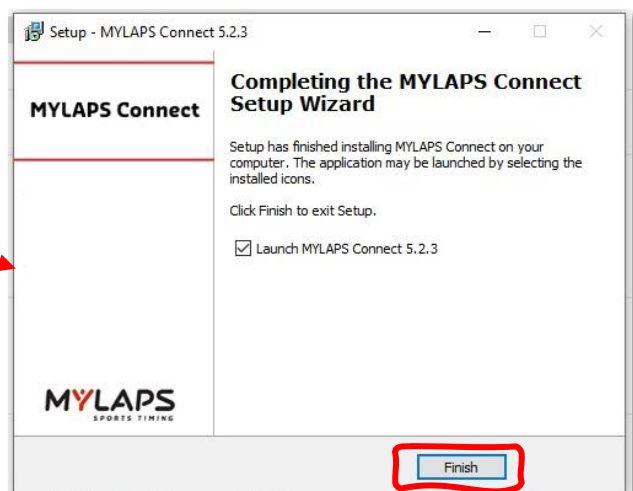 Setup - MYLAPS Connect 5.2.3
MYLAPS Connect
Completing the MYLAPS Connect
Setup Wizard
Setup has finished installing MYLAPS Connect on your
computer. The application may be launched by selecting the
installed icons.
Click Finish to exit Setup.
Launch MYLAPS Connect 5.2.3
MYLAPS
SPORTS TIMING
Finish